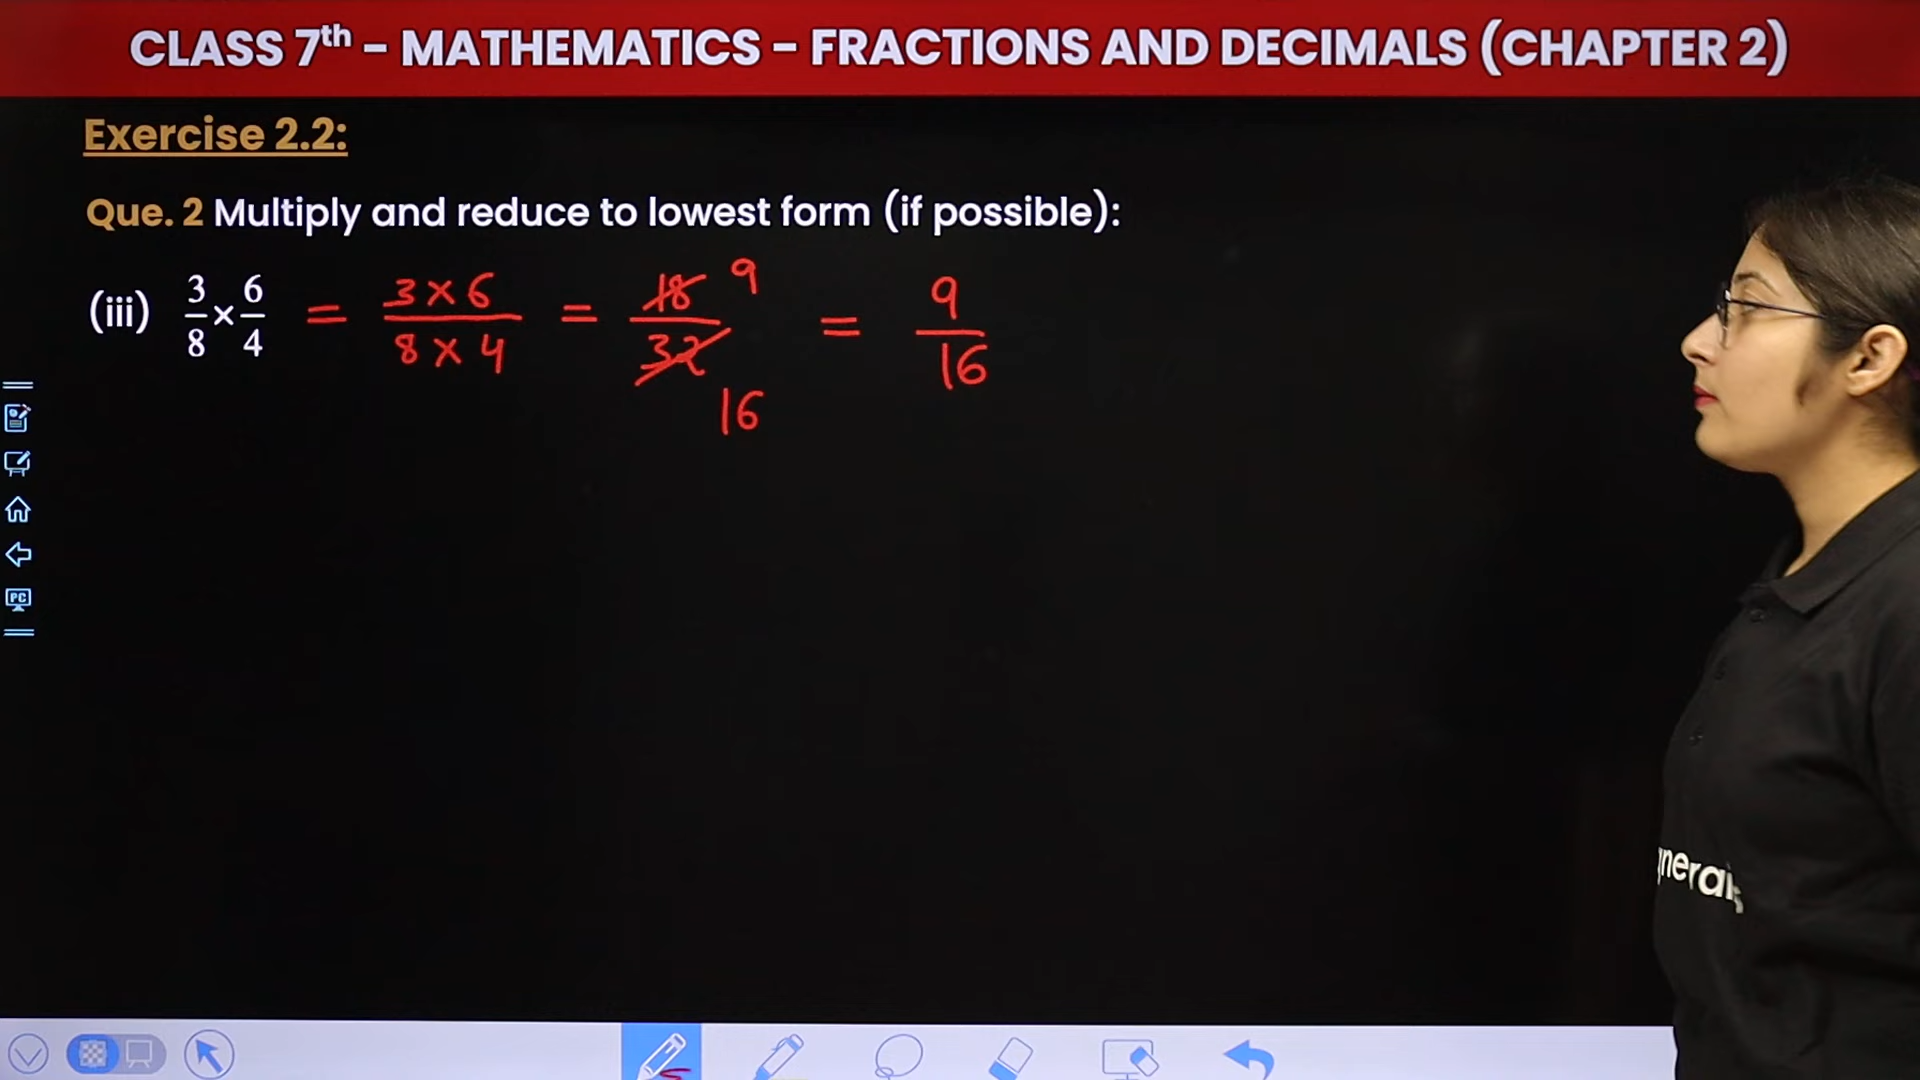 CLASS 7th - MATHEMATICS - FRACTIONS AND DECIMALS (CHAPTER 2)
Exercise 2.2:
Que. 2 Multiply and reduce to lowest form (if possible):
(iii) 3/8 × 6/4 = 3 × 6 / 8 × 4 = 18/32 9 16 = 9/16
PC